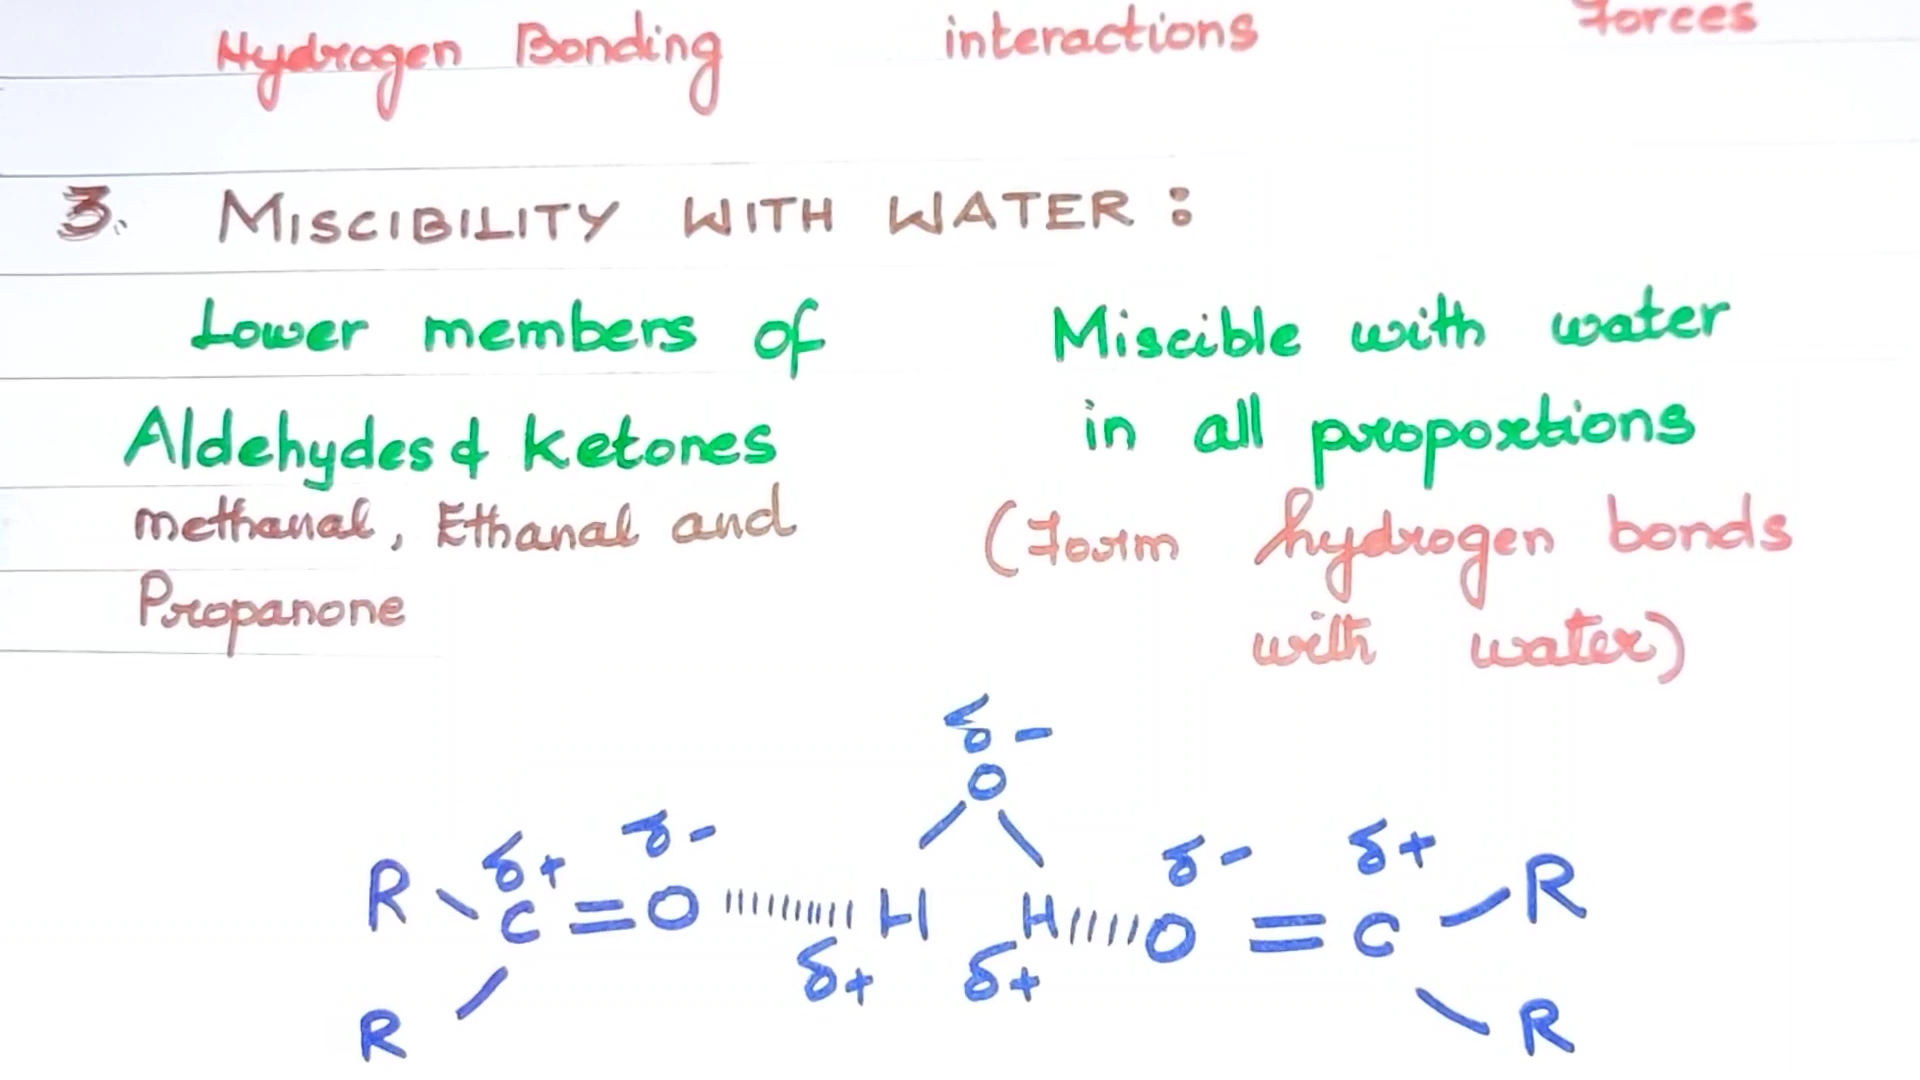 Hydrogen Bonding interactions Forces
3. MISCIBILITY WITH WATER :
Lower members of Miscible with water
Aldehydes & Ketones in all proportions
methanal, Ethanal and (Form hydrogen bonds
Propanone with water)
δ-
O
δ+ δ- δ- δ+
R C=O H H O=C R
δ+ δ+
R R